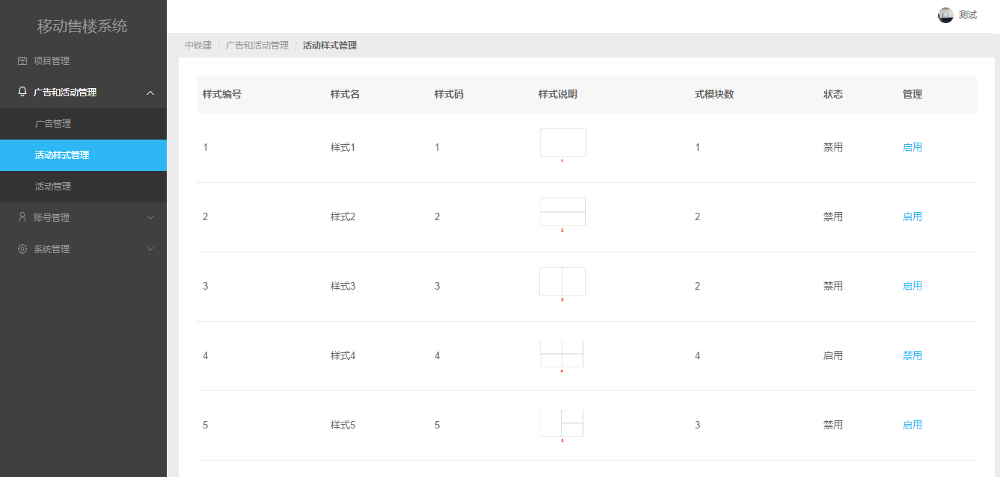 移动售楼系统
测试
项目管理
广告和活动管理
广告管理
活动样式管理
活动管理
账号管理
系统管理
中铁建 / 广告和活动管理 / 活动样式管理
样式编号 样式名 样式码 样式说明 式模块数 状态 管理
1 样式1 1 1 禁用 启用
1
2 样式2 2 2 禁用 启用
2
3 样式3 3 2 禁用 启用
3
4 样式4 4 4 启用 禁用
4
5 样式5 5 3 禁用 启用
5